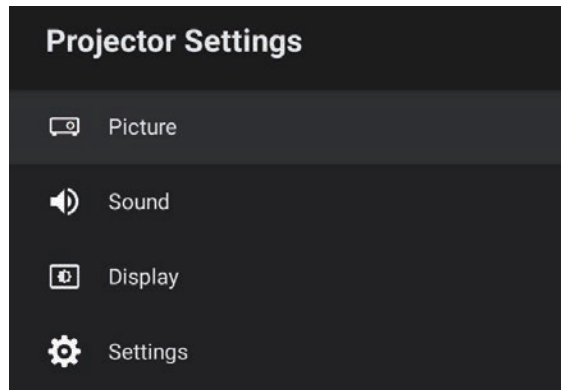 Projector Settings
Picture
Sound
Display
Settings